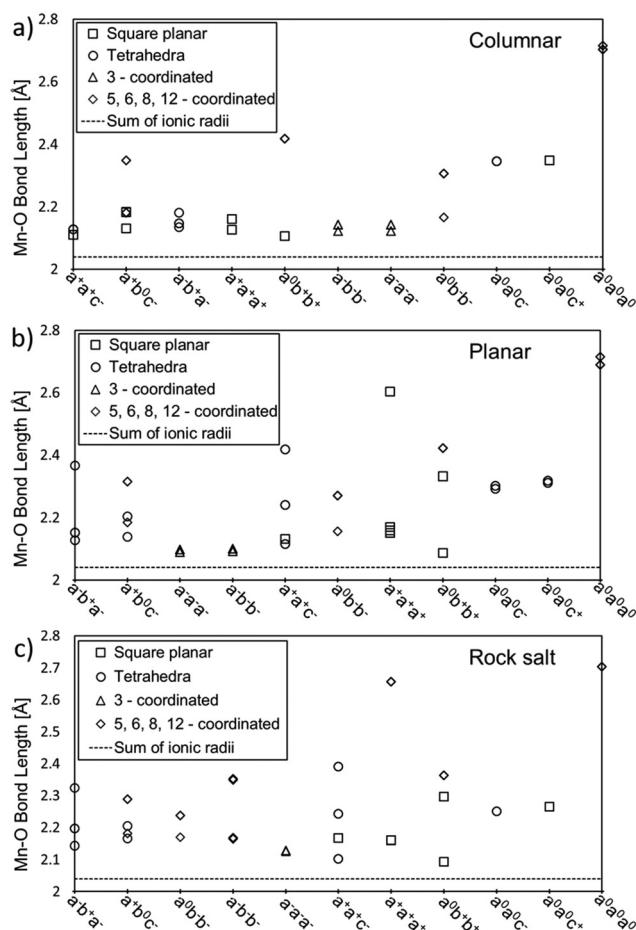 a)
Mn-O Bond Length [Å]
2.8
2.6
2.4
2.2
2
Square planar
Tetrahedra
3 - coordinated
5, 6, 8, 12 - coordinated
Sum of ionic radii
Columnar
a⁺a⁺c⁻
a⁺b⁰c⁻
a⁻b⁺a⁻
a⁺a⁺a⁺
a⁰b⁺b⁺
a⁻b⁻b⁻
a⁻a⁻a⁻
a⁰b⁻b⁻
a⁰a⁰c⁻
a⁰a⁰c⁺
a⁰a⁰a⁰
b)
Mn-O Bond Length [Å]
2.8
2.6
2.4
2.2
2
Square planar
Tetrahedra
3 - coordinated
5, 6, 8, 12 - coordinated
Sum of ionic radii
Planar
a⁻b⁺a⁻
a⁺b⁰c⁻
a⁻a⁻a⁻
a⁻b⁻b⁻
a⁺a⁺c⁻
a⁰b⁻b⁻
a⁺a⁺a⁺
a⁰b⁺b⁺
a⁰a⁰c⁻
a⁰a⁰c⁺
a⁰a⁰a⁰
c)
Mn-O Bond Length [Å]
2.8
2.7
2.6
2.5
2.4
2.3
2.2
2.1
2
Square planar
Tetrahedra
3 - coordinated
5, 6, 8, 12 - coordinated
Sum of ionic radii
Rock salt
a⁻b⁺a⁻
a⁺b⁰c⁻
a⁰b⁻b⁻
a⁻b⁻b⁻
a⁻a⁻a⁻
a⁺a⁺c⁻
a⁺a⁺a⁺
a⁰b⁺b⁺
a⁰a⁰c⁻
a⁰a⁰c⁺
a⁰a⁰a⁰